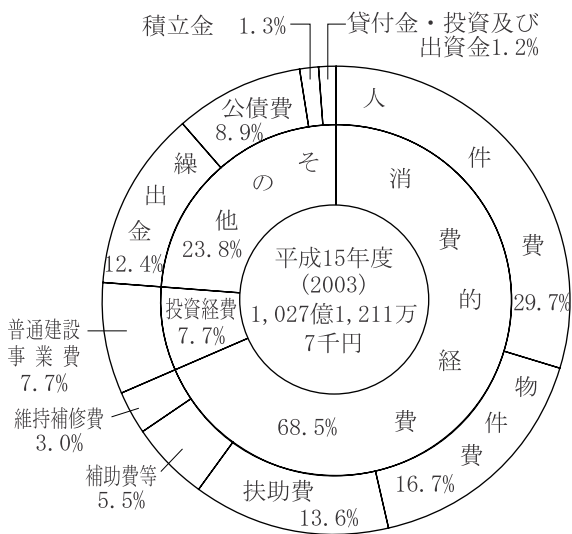 積立金 1.3%
貸付金・投資及び
出資金1.2%
人件費
29.7%
物件費
16.7%
扶助費
13.6%
補助費等
5.5%
維持補修費
3.0%
普通建設
事業費
7.7%
繰出金
12.4%
公債費
8.9%
消費的経費
68.5%
投資経費
7.7%
その他
23.8%
平成15年度
(2003)
1,027億1,211万
7千円